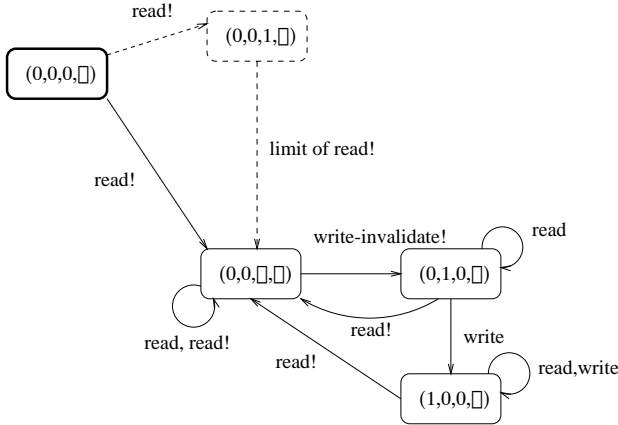 read!
(0,0,1,▯)
(0,0,0,▯)
limit of read!
read!
write-invalidate!
read
(0,0,▯,▯)
(0,1,0,▯)
read!
write
read, read!
read!
read,write
(1,0,0,▯)